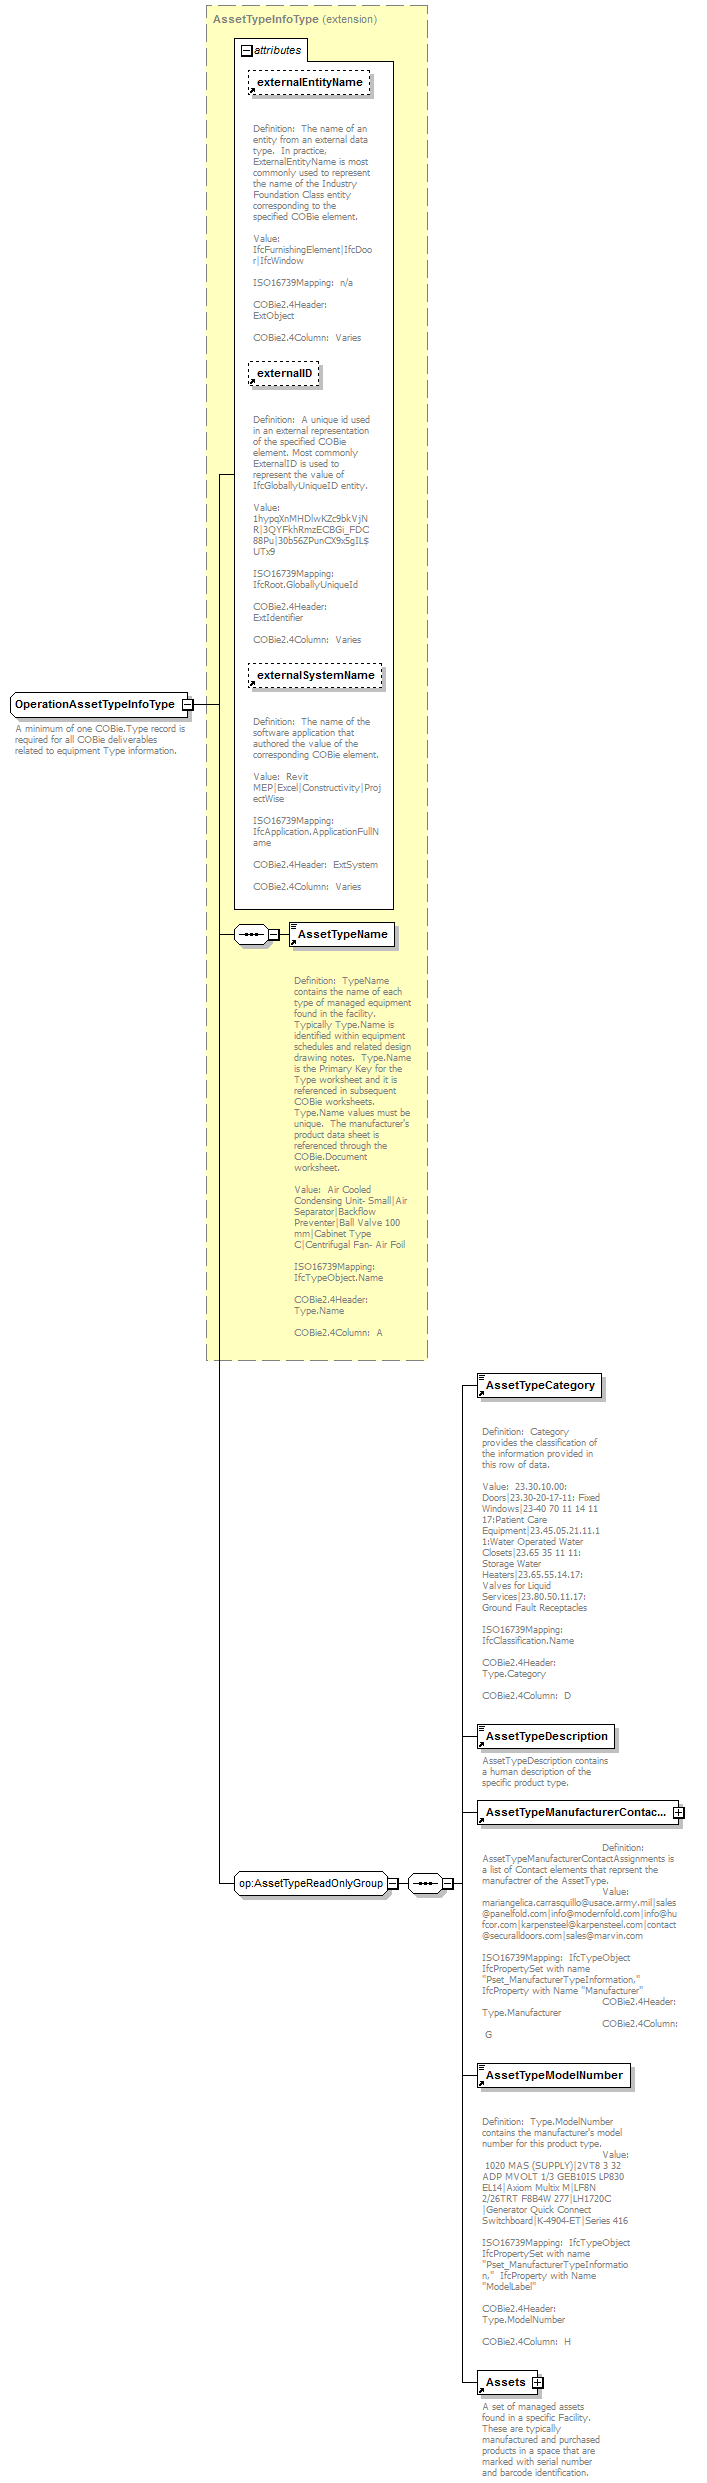 AssetTypeInfoType (extension)
attributes
externalEntityName
Definition:  The name of an
entity from an external data
type.  In practice,
ExternalEntityName is most
commonly used to represent
the name of the Industry
Foundation Class entity
corresponding to the
specified COBie element.
Value:
IfcFurnishingElement|IfcDoo
r|IfcWindow
ISO16739Mapping:  n/a
COBie2.4Header:
ExtObject
COBie2.4Column:  Varies
externalID
Definition:  A unique id used
in an external representation
of the specified COBie
element. Most commonly
ExternalID is used to
represent the value of
IfcGloballyUniqueID entity.
Value:
1hypqXnMHDlwKZc9bkVjN
R|3QYFkhRmzECBGi_FDC
88Pu|30b56ZPunCX9x5gIL$
UTx9
ISO16739Mapping:
IfcRoot.GloballyUniqueId
COBie2.4Header:
ExtIdentifier
COBie2.4Column:  Varies
externalSystemName
Definition:  The name of the
software application that
authored the value of the
corresponding COBie element.
Value:  Revit
MEP|Excel|Constructivity|Proj
ectWise
ISO16739Mapping:
IfcApplication.ApplicationFullN
ame
COBie2.4Header:  ExtSystem
COBie2.4Column:  Varies
OperationAssetTypeInfoType
A minimum of one COBie.Type record is
required for all COBie deliverables
related to equipment Type information.
AssetTypeName
Definition:  TypeName
contains the name of each
type of managed equipment
found in the facility.
Typically Type.Name is
identified within equipment
schedules and related design
drawing notes.  Type.Name
is the Primary Key for the
Type worksheet and it is
referenced in subsequent
COBie worksheets.
Type.Name values must be
unique.  The manufacturer's
product data sheet is
referenced through the
COBie.Document
worksheet.
Value:  Air Cooled
Condensing Unit- Small|Air
Separator|Backflow
Preventer|Ball Valve 100
mm|Cabinet Type
C|Centrifugal Fan- Air Foil
ISO16739Mapping:
IfcTypeObject.Name
COBie2.4Header:
Type.Name
COBie2.4Column:  A
AssetTypeCategory
Definition:  Category
provides the classification of
the information provided in
this row of data.
Value:  23.30.10.00:
Doors|23.30-20-17-11: Fixed
Windows|23-40 70 11 14 11
17:Patient Care
Equipment|23.45.05.21.11.1
1:Water Operated Water
Closets|23.65 35 11 11:
Storage Water
Heaters|23.65.55.14.17:
Valves for Liquid
Services|23.80.50.11.17:
Ground Fault Receptacles
ISO16739Mapping:
IfcClassification.Name
COBie2.4Header:
Type.Category
COBie2.4Column:  D
AssetTypeDescription
AssetTypeDescription contains
a human description of the
specific product type.
AssetTypeManufacturerContac...
Definition:
AssetTypeManufacturerContactAssignments is
a list of Contact elements that reprsent the
manufactrer of the AssetType.
Value:
mariangelica.carrasquillo@usace.army.mil|sales
@panelfold.com|info@modernfold.com|info@hu
fcor.com|karpensteel@karpensteel.com|contact
@securalldoors.com|sales@marvin.com
ISO16739Mapping:  IfcTypeObject
IfcPropertySet with name
"Pset_ManufacturerTypeInformation,"
IfcProperty with Name "Manufacturer"
COBie2.4Header:
Type.Manufacturer
COBie2.4Column:
G
op:AssetTypeReadOnlyGroup
AssetTypeModelNumber
Definition:  Type.ModelNumber
contains the manufacturer's model
number for this product type.
Value:
1020 MAS (SUPPLY)|2VT8 3 32
ADP MVOLT 1/3 GEB10IS LP830
EL14|Axiom Multix M|LF8N
2/26TRT F8B4W 277|LH1720C
|Generator Quick Connect
Switchboard|K-4904-ET|Series 416
ISO16739Mapping:  IfcTypeObject
IfcPropertySet with name
"Pset_ManufacturerTypeInformatio
n,"  IfcProperty with Name
"ModelLabel"
COBie2.4Header:
Type.ModelNumber
COBie2.4Column:  H
Assets
A set of managed assets
found in a specific Facility.
These are typically
manufactured and purchased
products in a space that are
marked with serial number
and barcode identification.